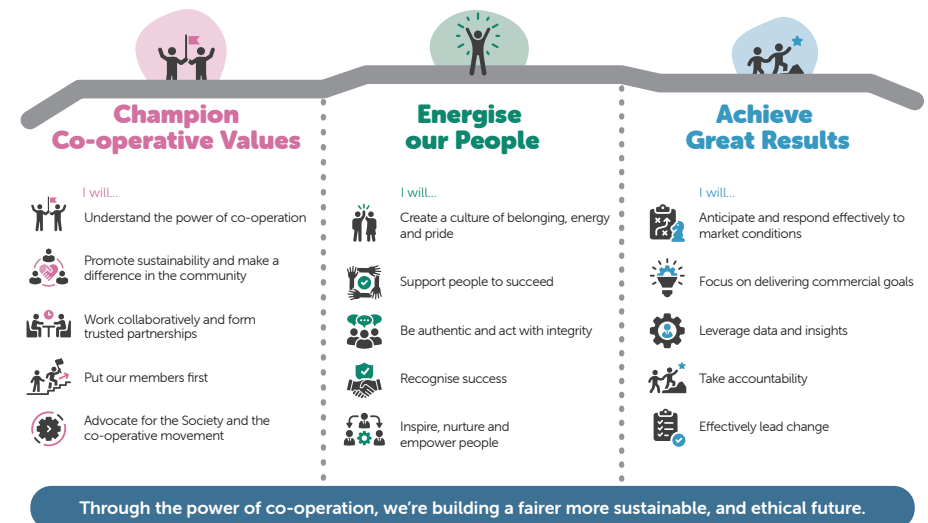 Champion
Co-operative Values
I will...
Understand the power of co-operation
Promote sustainability and make a
difference in the community
Work collaboratively and form
trusted partnerships
Put our members first
Advocate for the Society and the
co-operative movement
Energise
our People
I will...
Create a culture of belonging, energy
and pride
Support people to succeed
Be authentic and act with integrity
Recognise success
Inspire, nurture and
empower people
Achieve
Great Results
I will...
Anticipate and respond effectively to
market conditions
Focus on delivering commercial goals
Leverage data and insights
Take accountability
Effectively lead change
Through the power of co-operation, we’re building a fairer more sustainable, and ethical future.